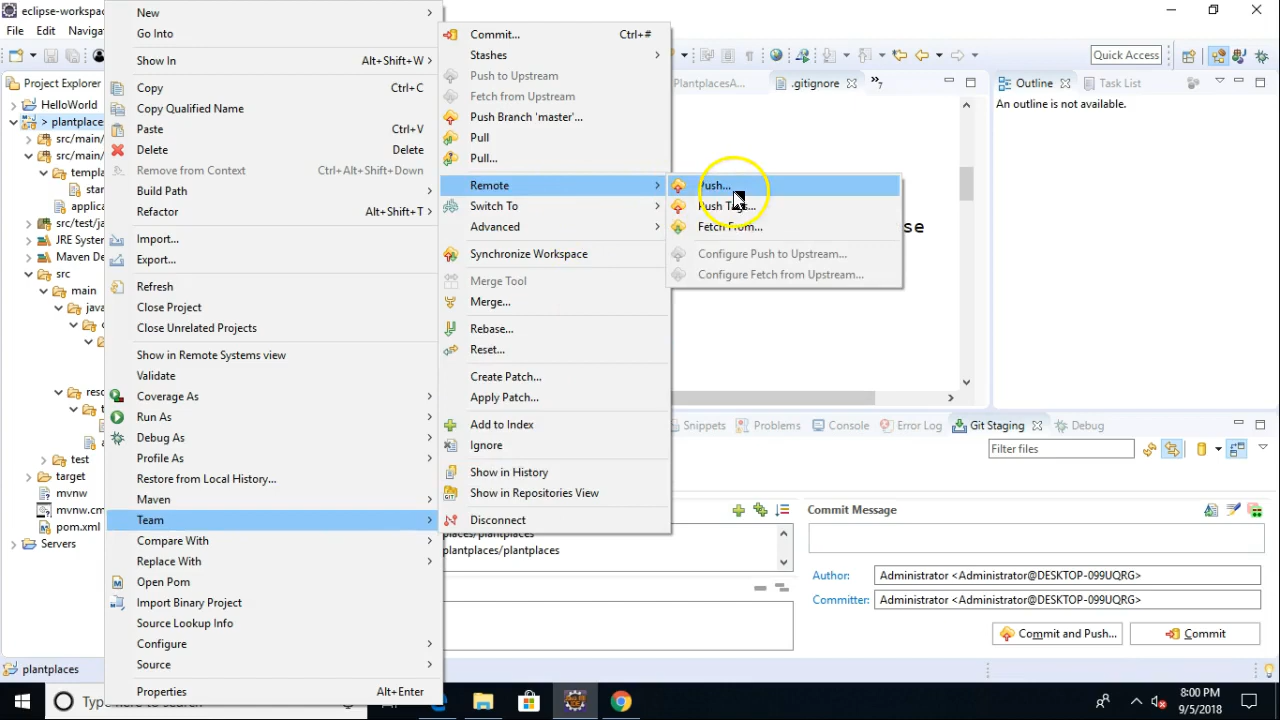 eclipse-workspa
File
Edit
Naviga
Quick Access
Project Explorer
HelloWorld
> plantplace
src/main/
src/main/
templ
star
applic
src/test/ja
JRE System
Maven De
src
main
java
reso
test
target
mvnw
mvnw.cm
pom.xml
Servers
plantplaces
New
Go Into
Show In Alt+Shift+W
Copy Ctrl+C
Copy Qualified Name
Paste Ctrl+V
Delete Delete
Remove from Context Ctrl+Alt+Shift+Down
Build Path
Refactor Alt+Shift+T
Import...
Export...
Refresh
Close Project
Close Unrelated Projects
Show in Remote Systems view
Validate
Coverage As
Run As
Debug As
Profile As
Restore from Local History...
Maven
Team
Compare With
Replace With
Open Pom
Import Binary Project
Source Lookup Info
Configure
Source
Properties Alt+Enter
Commit... Ctrl+#
Stashes
Push to Upstream
Fetch from Upstream
Push Branch 'master'...
Pull
Pull...
Remote
Switch To
Advanced
Synchronize Workspace
Merge Tool
Merge...
Rebase...
Reset...
Create Patch...
Apply Patch...
Add to Index
Ignore
Show in History
Show in Repositories View
Disconnect
Push...
Push Tags...
Fetch From...
Configure Push to Upstream...
Configure Fetch from Upstream...
PlantplacesA...
.gitignore
»7
se
Outline
Task List
An outline is not available.
Snippets
Problems
Console
Error Log
Git Staging
Debug
Filter files
places/plantplaces
mplaces/plantplaces
Commit Message
Author: Administrator <Administrator@DESKTOP-099UQRG>
Committer: Administrator <Administrator@DESKTOP-099UQRG>
Commit and Push...
Commit
8:00 PM
9/5/2018